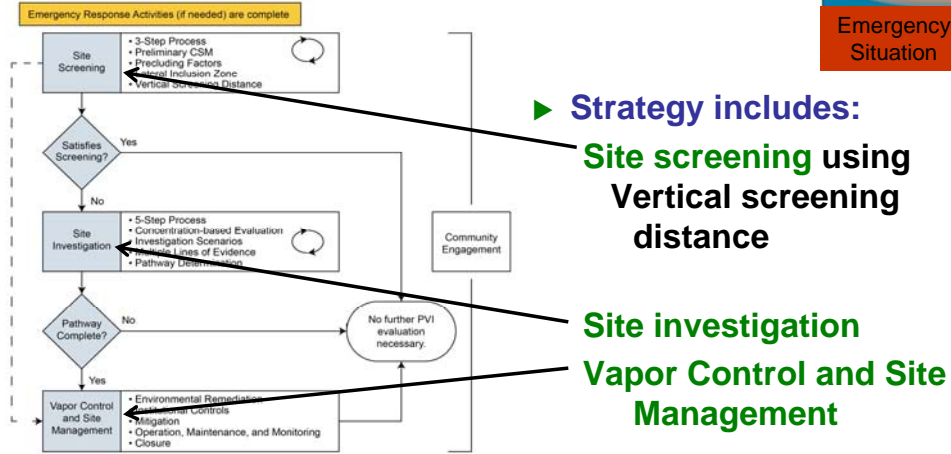 Emergency Response Activities (if needed) are complete
Emergency
Situation
Site
Screening
• 3-Step Process
• Preliminary CSM
• Precluding Factors
• Lateral Inclusion Zone
• Vertical Screening Distance
Satisfies
Screening?
Yes
No
Site
Investigation
• 5-Step Process
• Concentration-based Evaluation
• Investigation Scenarios
• Multiple Lines of Evidence
• Pathway Determination
Community
Engagement
Pathway
Complete?
No
No further PVI
evaluation
necessary.
Yes
Vapor Control
and Site
Management
• Environmental Remediation
• Institutional Controls
• Mitigation
• Operation, Maintenance, and Monitoring
• Closure
▶ Strategy includes:
Site screening using
Vertical screening
distance
Site investigation
Vapor Control and Site
Management